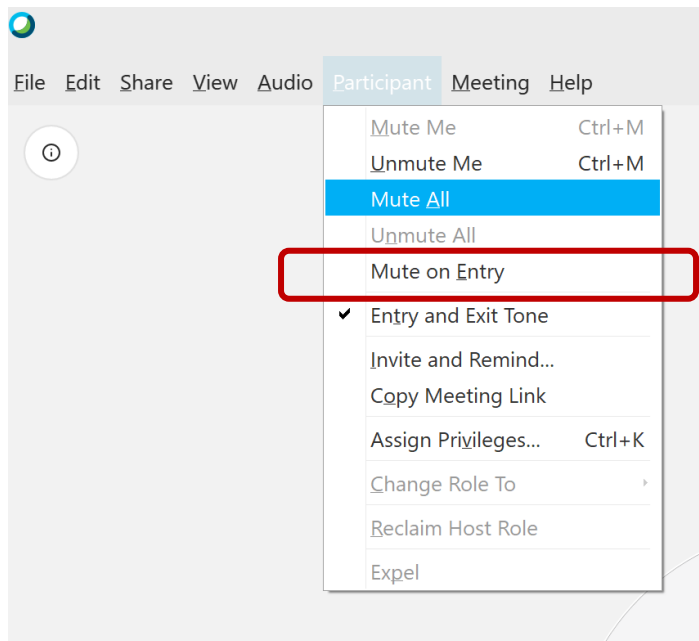 File Edit Share View Audio Participant Meeting Help
Mute Me Ctrl+M
Unmute Me Ctrl+M
Mute All
Unmute All
Mute on Entry
Entry and Exit Tone
Invite and Remind...
Copy Meeting Link
Assign Privileges... Ctrl+K
Change Role To
Reclaim Host Role
Expel